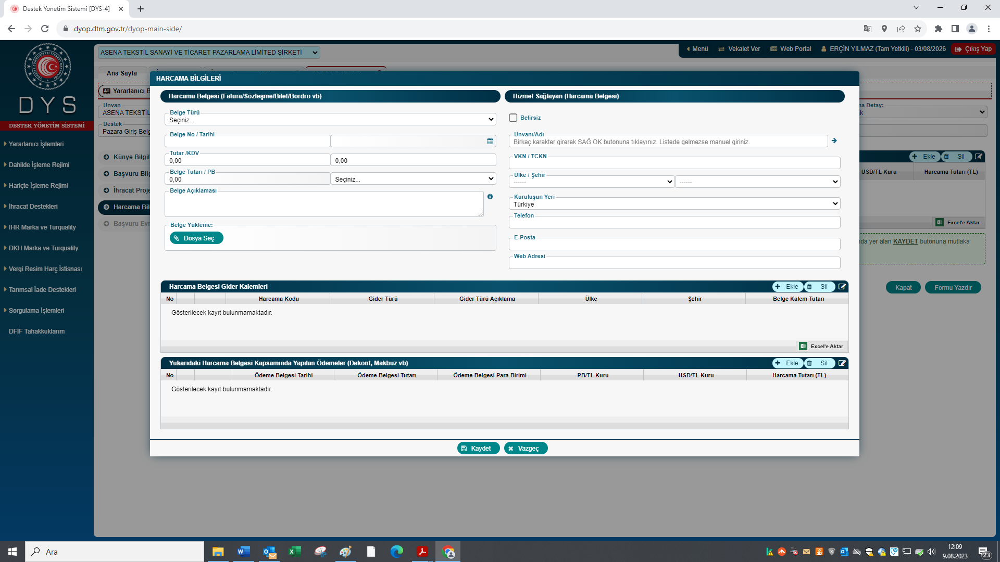 Destek Yönetim Sistemi [DYS-4]
dyop.dtm.gov.tr/dyop-main-side/
ASENA TEKSTİL SANAYİ VE TİCARET PAZARLAMA LİMİTED ŞİRKETİ
Menü
Vekalet Ver
Web Portal
ERÇİN YILMAZ (Tam Yetkili) - 03/08/2026
Çıkış Yap
DYS
DESTEK YÖNETİM SİSTEMİ
Yararlanıcı İşlemleri
Dahilde İşleme Rejimi
Hariçte İşleme Rejimi
İhracat Destekleri
İHR Marka ve Turquality
DKH Marka ve Turquality
Vergi Resim Harç İstisnası
Tarımsal İade Destekleri
Sorgulama İşlemleri
DFİF Tahakkuklarım
Ana Sayfa
Yararlanıcı B
Unvan
ASENA TEKSTİL
Destek
Pazara Giriş Belg
Künye Bilgil
Başvuru Bilg
İhracat Proje
Harcama Bil
Başvuru Evr
HARCAMA BİLGİLERİ
Harcama Belgesi (Fatura/Sözleşme/Bilet/Bordro vb)
Belge Türü
Seçiniz...
Belge No / Tarihi
Tutar /KDV
0,00
0,00
Belge Tutarı / PB
0,00
Seçiniz...
Belge Açıklaması
Belge Yükleme:
Dosya Seç
Hizmet Sağlayan (Harcama Belgesi)
Belirsiz
Unvanı/Adı
Birkaç karakter girerek SAĞ OK butonuna tıklayınız. Listede gelmezse manuel giriniz.
VKN / TCKN
Ülke / Şehir
------
------
Kuruluşun Yeri
Türkiye
Telefon
E-Posta
Web Adresi
Harcama Belgesi Gider Kalemleri
Ekle
Sil
No
Harcama Kodu
Gider Türü
Gider Türü Açıklama
Ülke
Şehir
Belge Kalem Tutarı
Gösterilecek kayıt bulunmamaktadır.
Excel'e Aktar
Yukarıdaki Harcama Belgesi Kapsamında Yapılan Ödemeler (Dekont, Makbuz vb)
Ekle
Sil
No
Ödeme Belgesi Tarihi
Ödeme Belgesi Tutarı
Ödeme Belgesi Para Birimi
PB/TL Kuru
USD/TL Kuru
Harcama Tutarı (TL)
Gösterilecek kayıt bulunmamaktadır.
Kaydet
Vazgeç
na Detay:
k
Ekle
Sil
USD/TL Kuru
Harcama Tutarı (TL)
Excel'e Aktar
da yer alan KAYDET butonuna mutlaka
Kapat
Formu Yazdır
Ara
12:09
9.08.2023
23